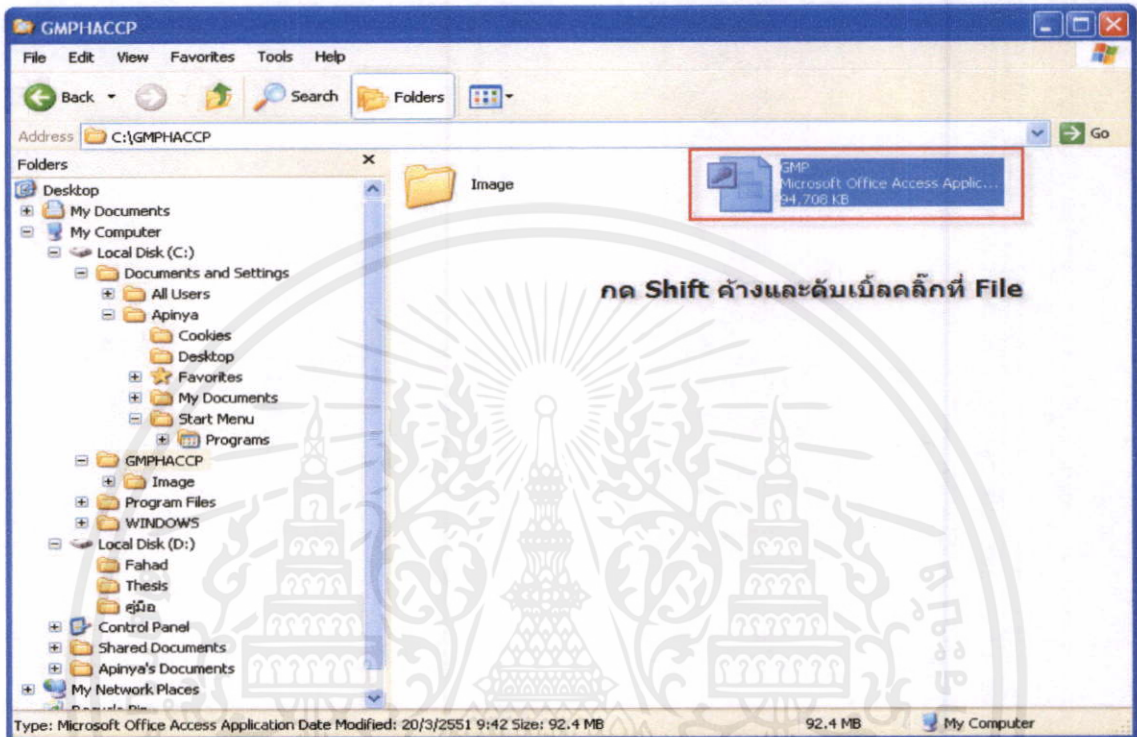 GMPHACCP
File Edit View Favorites Tools Help
Back Search Folders
Address C:\GMPHACCP Go
Folders
Desktop
My Documents
My Computer
Local Disk (C:)
Documents and Settings
All Users
Apinya
Cookies
Desktop
Favorites
My Documents
Start Menu
Programs
GMPHACCP
Image
Program Files
WINDOWS
Local Disk (D:)
Fahad
Thesis
คู่มือ
Control Panel
Shared Documents
Apinya's Documents
My Network Places
Recycle Bin
Image
GMP
Microsoft Office Access Applic...
94,708 KB
กด Shift ค้างและดับเบิ้ลคลิ๊กที่ File
Type: Microsoft Office Access Application Date Modified: 20/3/2551 9:42 Size: 92.4 MB 92.4 MB My Computer